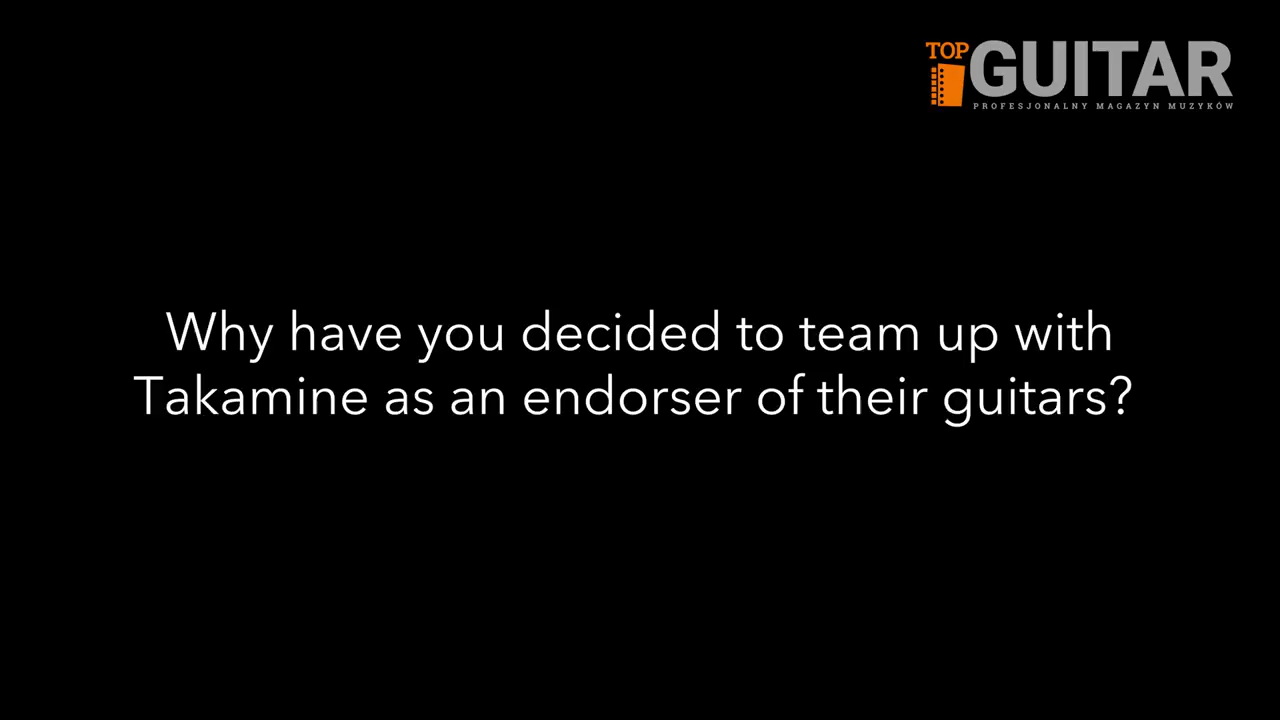 TOP GUITAR
PROFESJONALNY MAGAZYN MUZYKÓW
Why have you decided to team up with
Takamine as an endorser of their guitars?